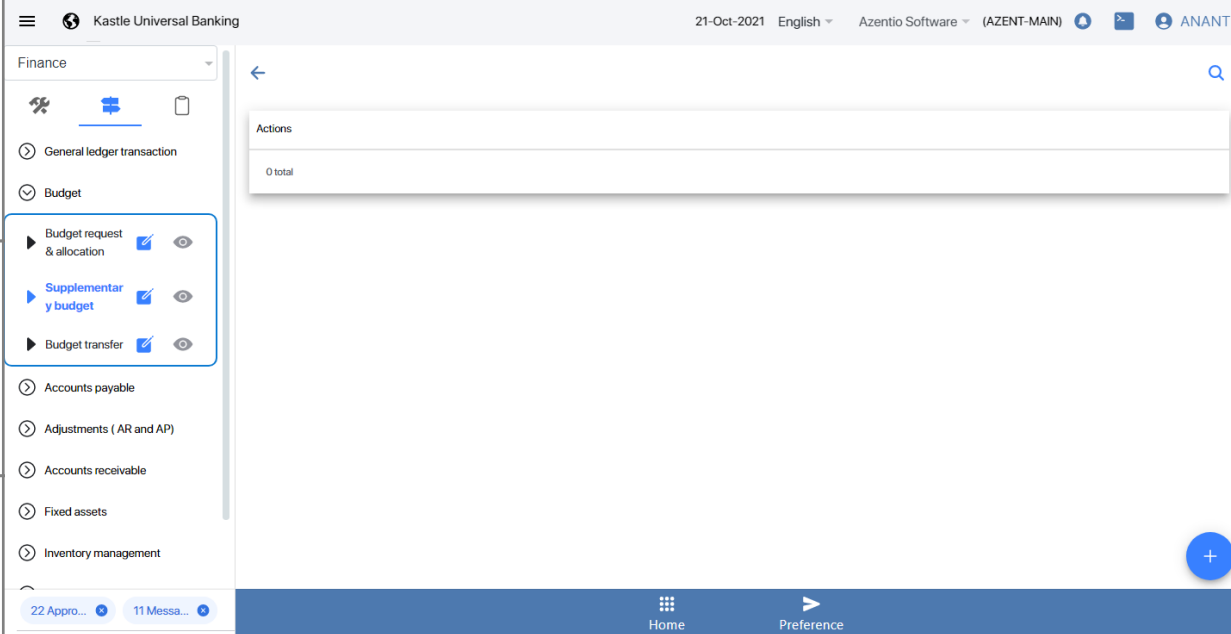 Kastle Universal Banking
21-Oct-2021 English Azentio Software (AZENT-MAIN) ANANT
Finance
Actions
General ledger transaction
0 total
Budget
Budget request
& allocation
Supplementar
y budget
Budget transfer
Accounts payable
Adjustments ( AR and AP)
Accounts receivable
Fixed assets
Inventory management
22 Appro...
11 Messa...
Home
Preference